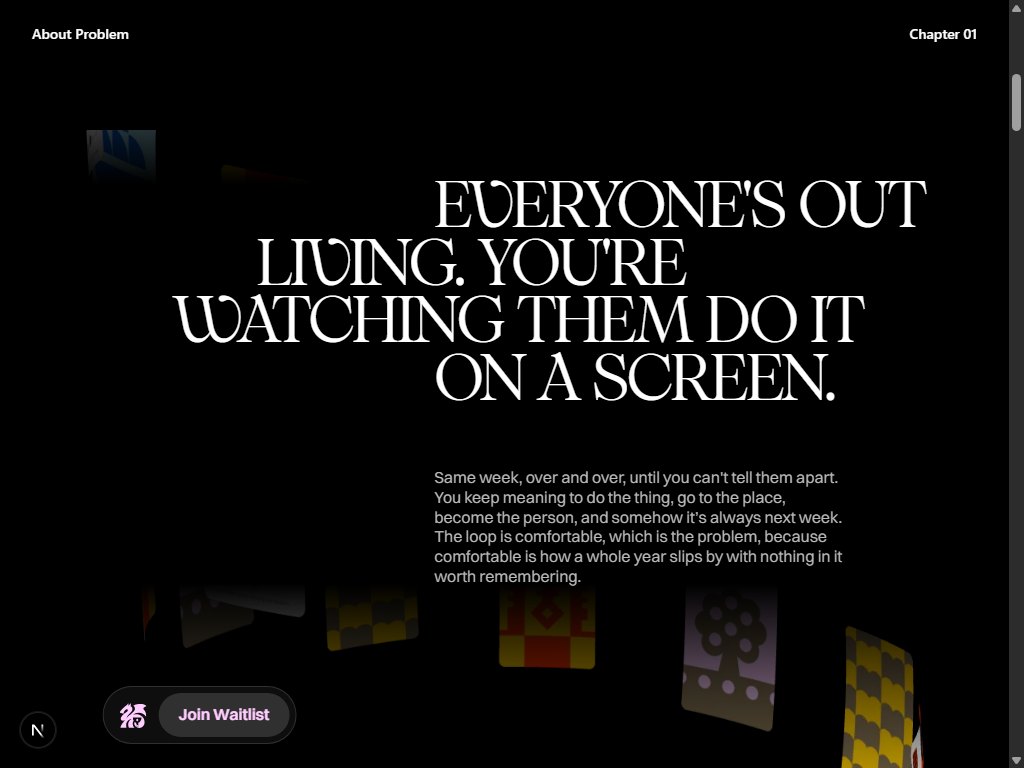 About Problem
Chapter 01
EVERYONE'S OUT
LIVING. YOU'RE
WATCHING THEM DO IT
ON A SCREEN.
Same week, over and over, until you can't tell them apart.
You keep meaning to do the thing, go to the place,
become the person, and somehow it's always next week.
The loop is comfortable, which is the problem, because
comfortable is how a whole year slips by with nothing in it
worth remembering.
Join Waitlist
N